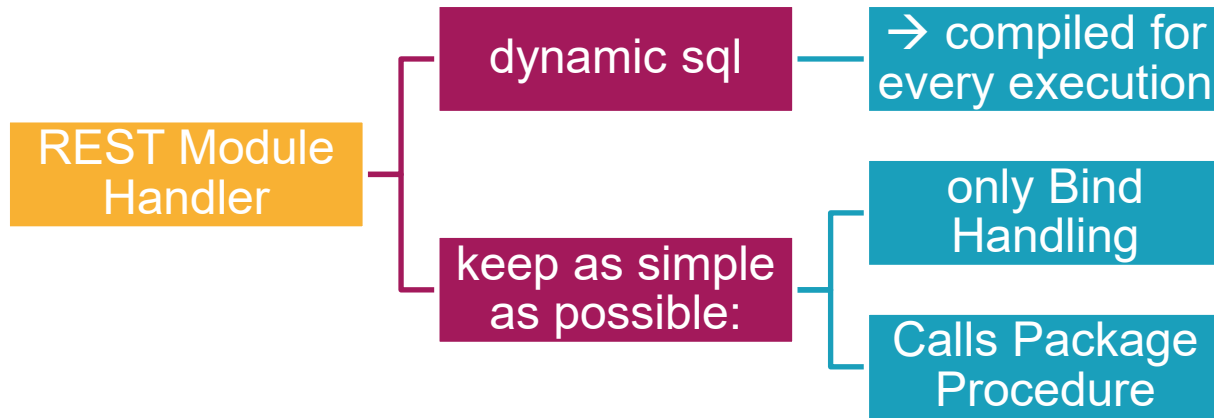 REST Module
Handler
dynamic sql
→ compiled for
every execution
keep as simple
as possible:
only Bind
Handling
Calls Package
Procedure